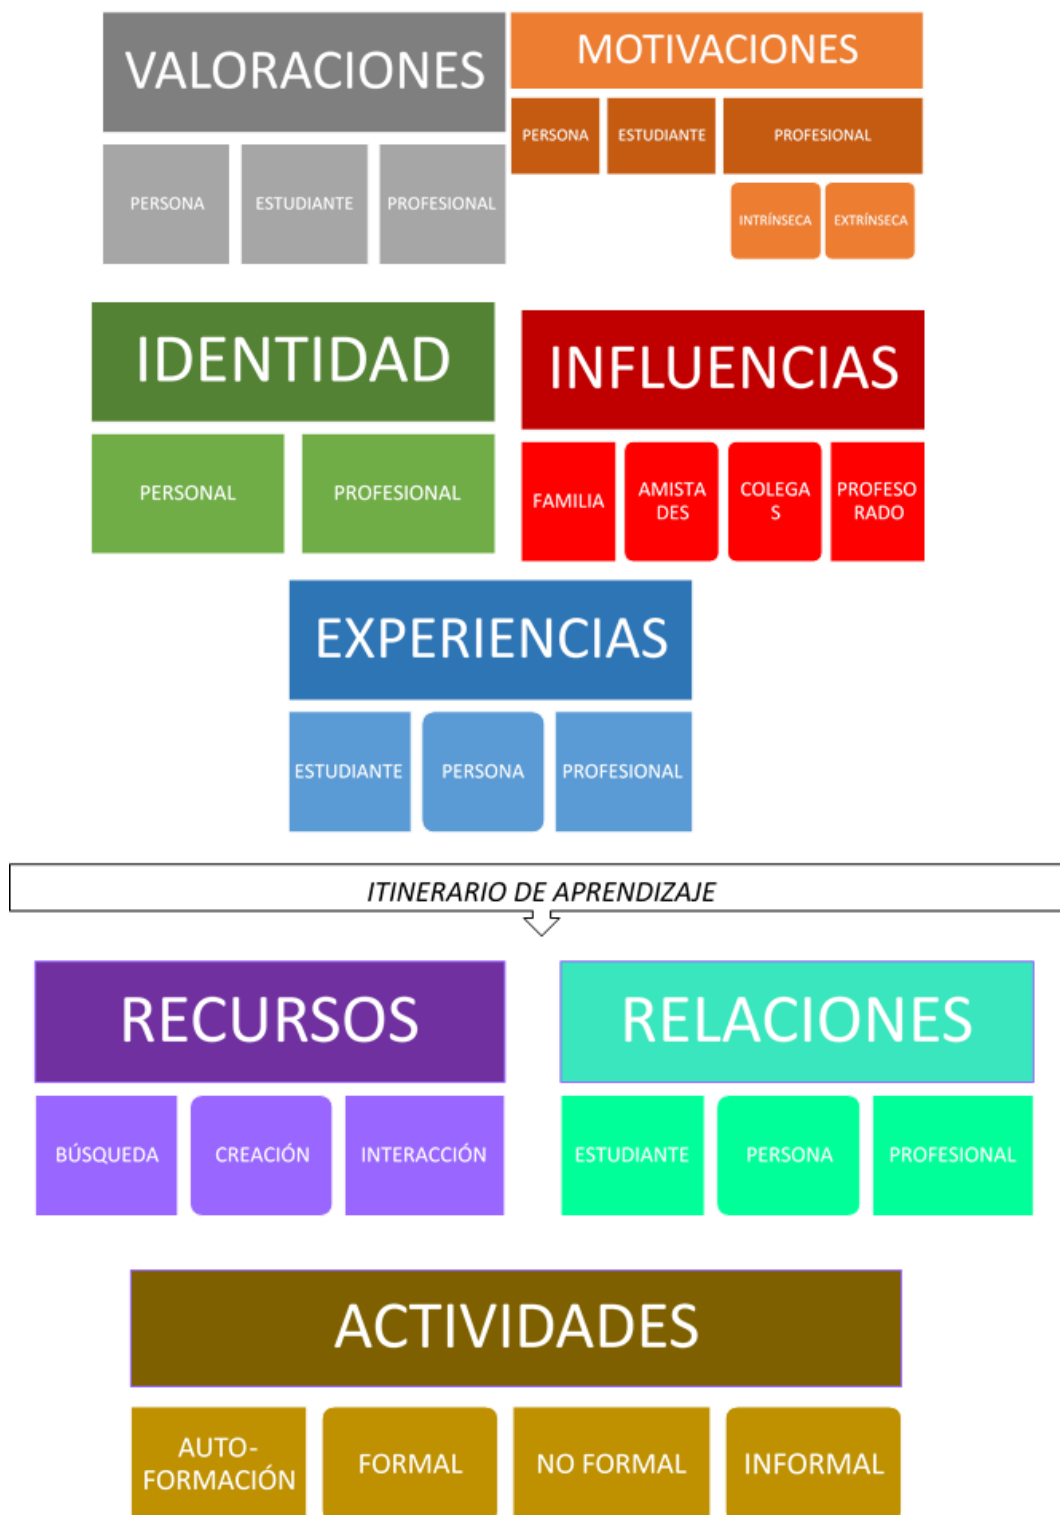 VALORACIONES
PERSONA
ESTUDIANTE
PROFESIONAL
MOTIVACIONES
PERSONA
ESTUDIANTE
PROFESIONAL
INTRÍNSECA
EXTRÍNSECA
IDENTIDAD
PERSONAL
PROFESIONAL
INFLUENCIAS
FAMILIA
AMISTA
DES
COLEGA
S
PROFESO
RADO
EXPERIENCIAS
ESTUDIANTE
PERSONA
PROFESIONAL
ITINERARIO DE APRENDIZAJE
RECURSOS
BÚSQUEDA
CREACIÓN
INTERACCIÓN
RELACIONES
ESTUDIANTE
PERSONA
PROFESIONAL
ACTIVIDADES
AUTO-
FORMACIÓN
FORMAL
NO FORMAL
INFORMAL